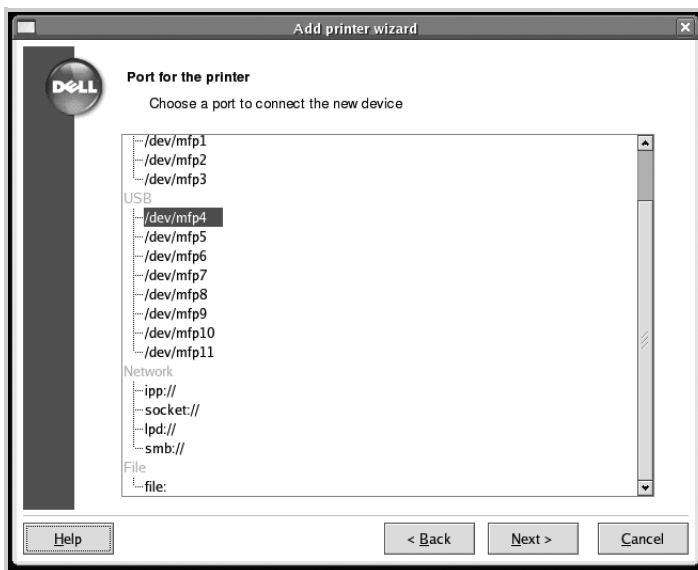 Add printer wizard
DELL
Port for the printer
Choose a port to connect the new device
/dev/mfp1
/dev/mfp2
/dev/mfp3
USB
/dev/mfp4
/dev/mfp5
/dev/mfp6
/dev/mfp7
/dev/mfp8
/dev/mfp9
/dev/mfp10
/dev/mfp11
Network
ipp://
socket://
lpd://
smb://
File
file:
Help
< Back
Next >
Cancel